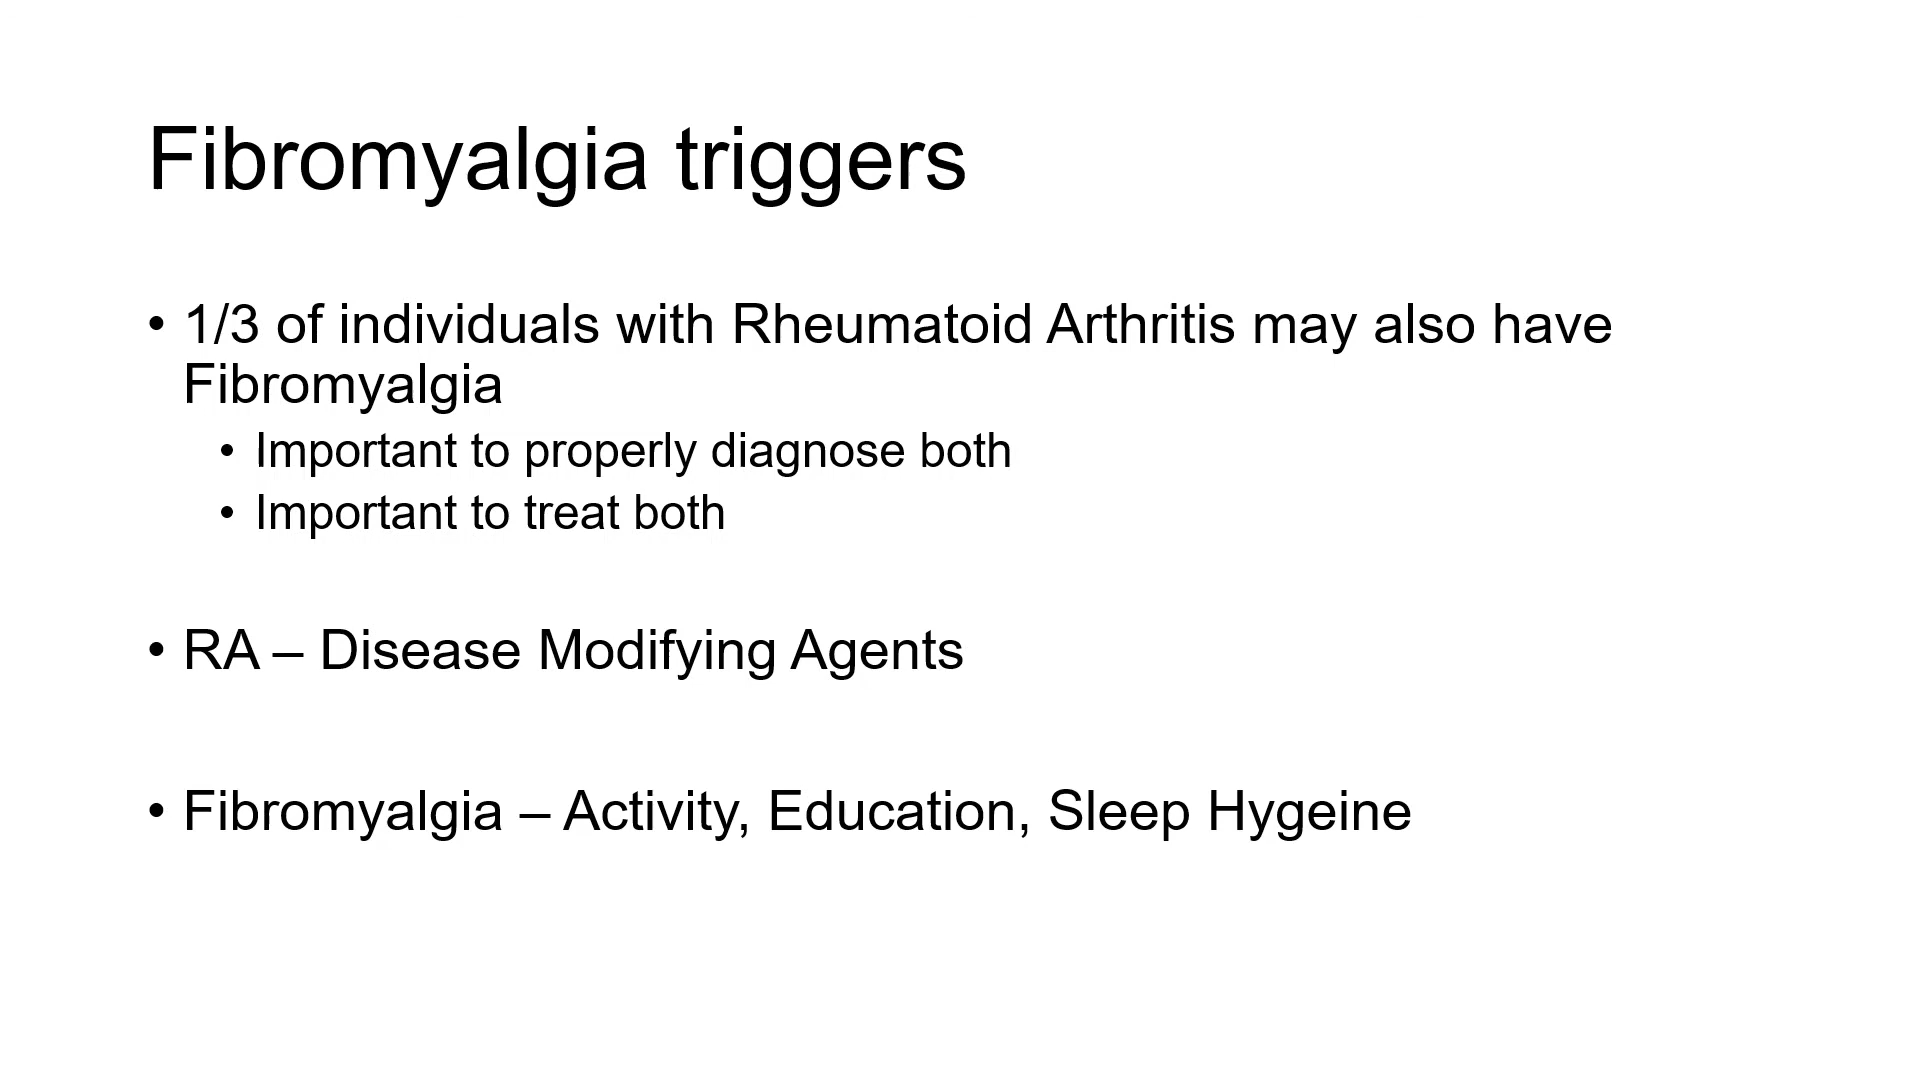 Fibromyalgia triggers
• 1/3 of individuals with Rheumatoid Arthritis may also have
Fibromyalgia
• Important to properly diagnose both
• Important to treat both
• RA – Disease Modifying Agents
• Fibromyalgia – Activity, Education, Sleep Hygeine